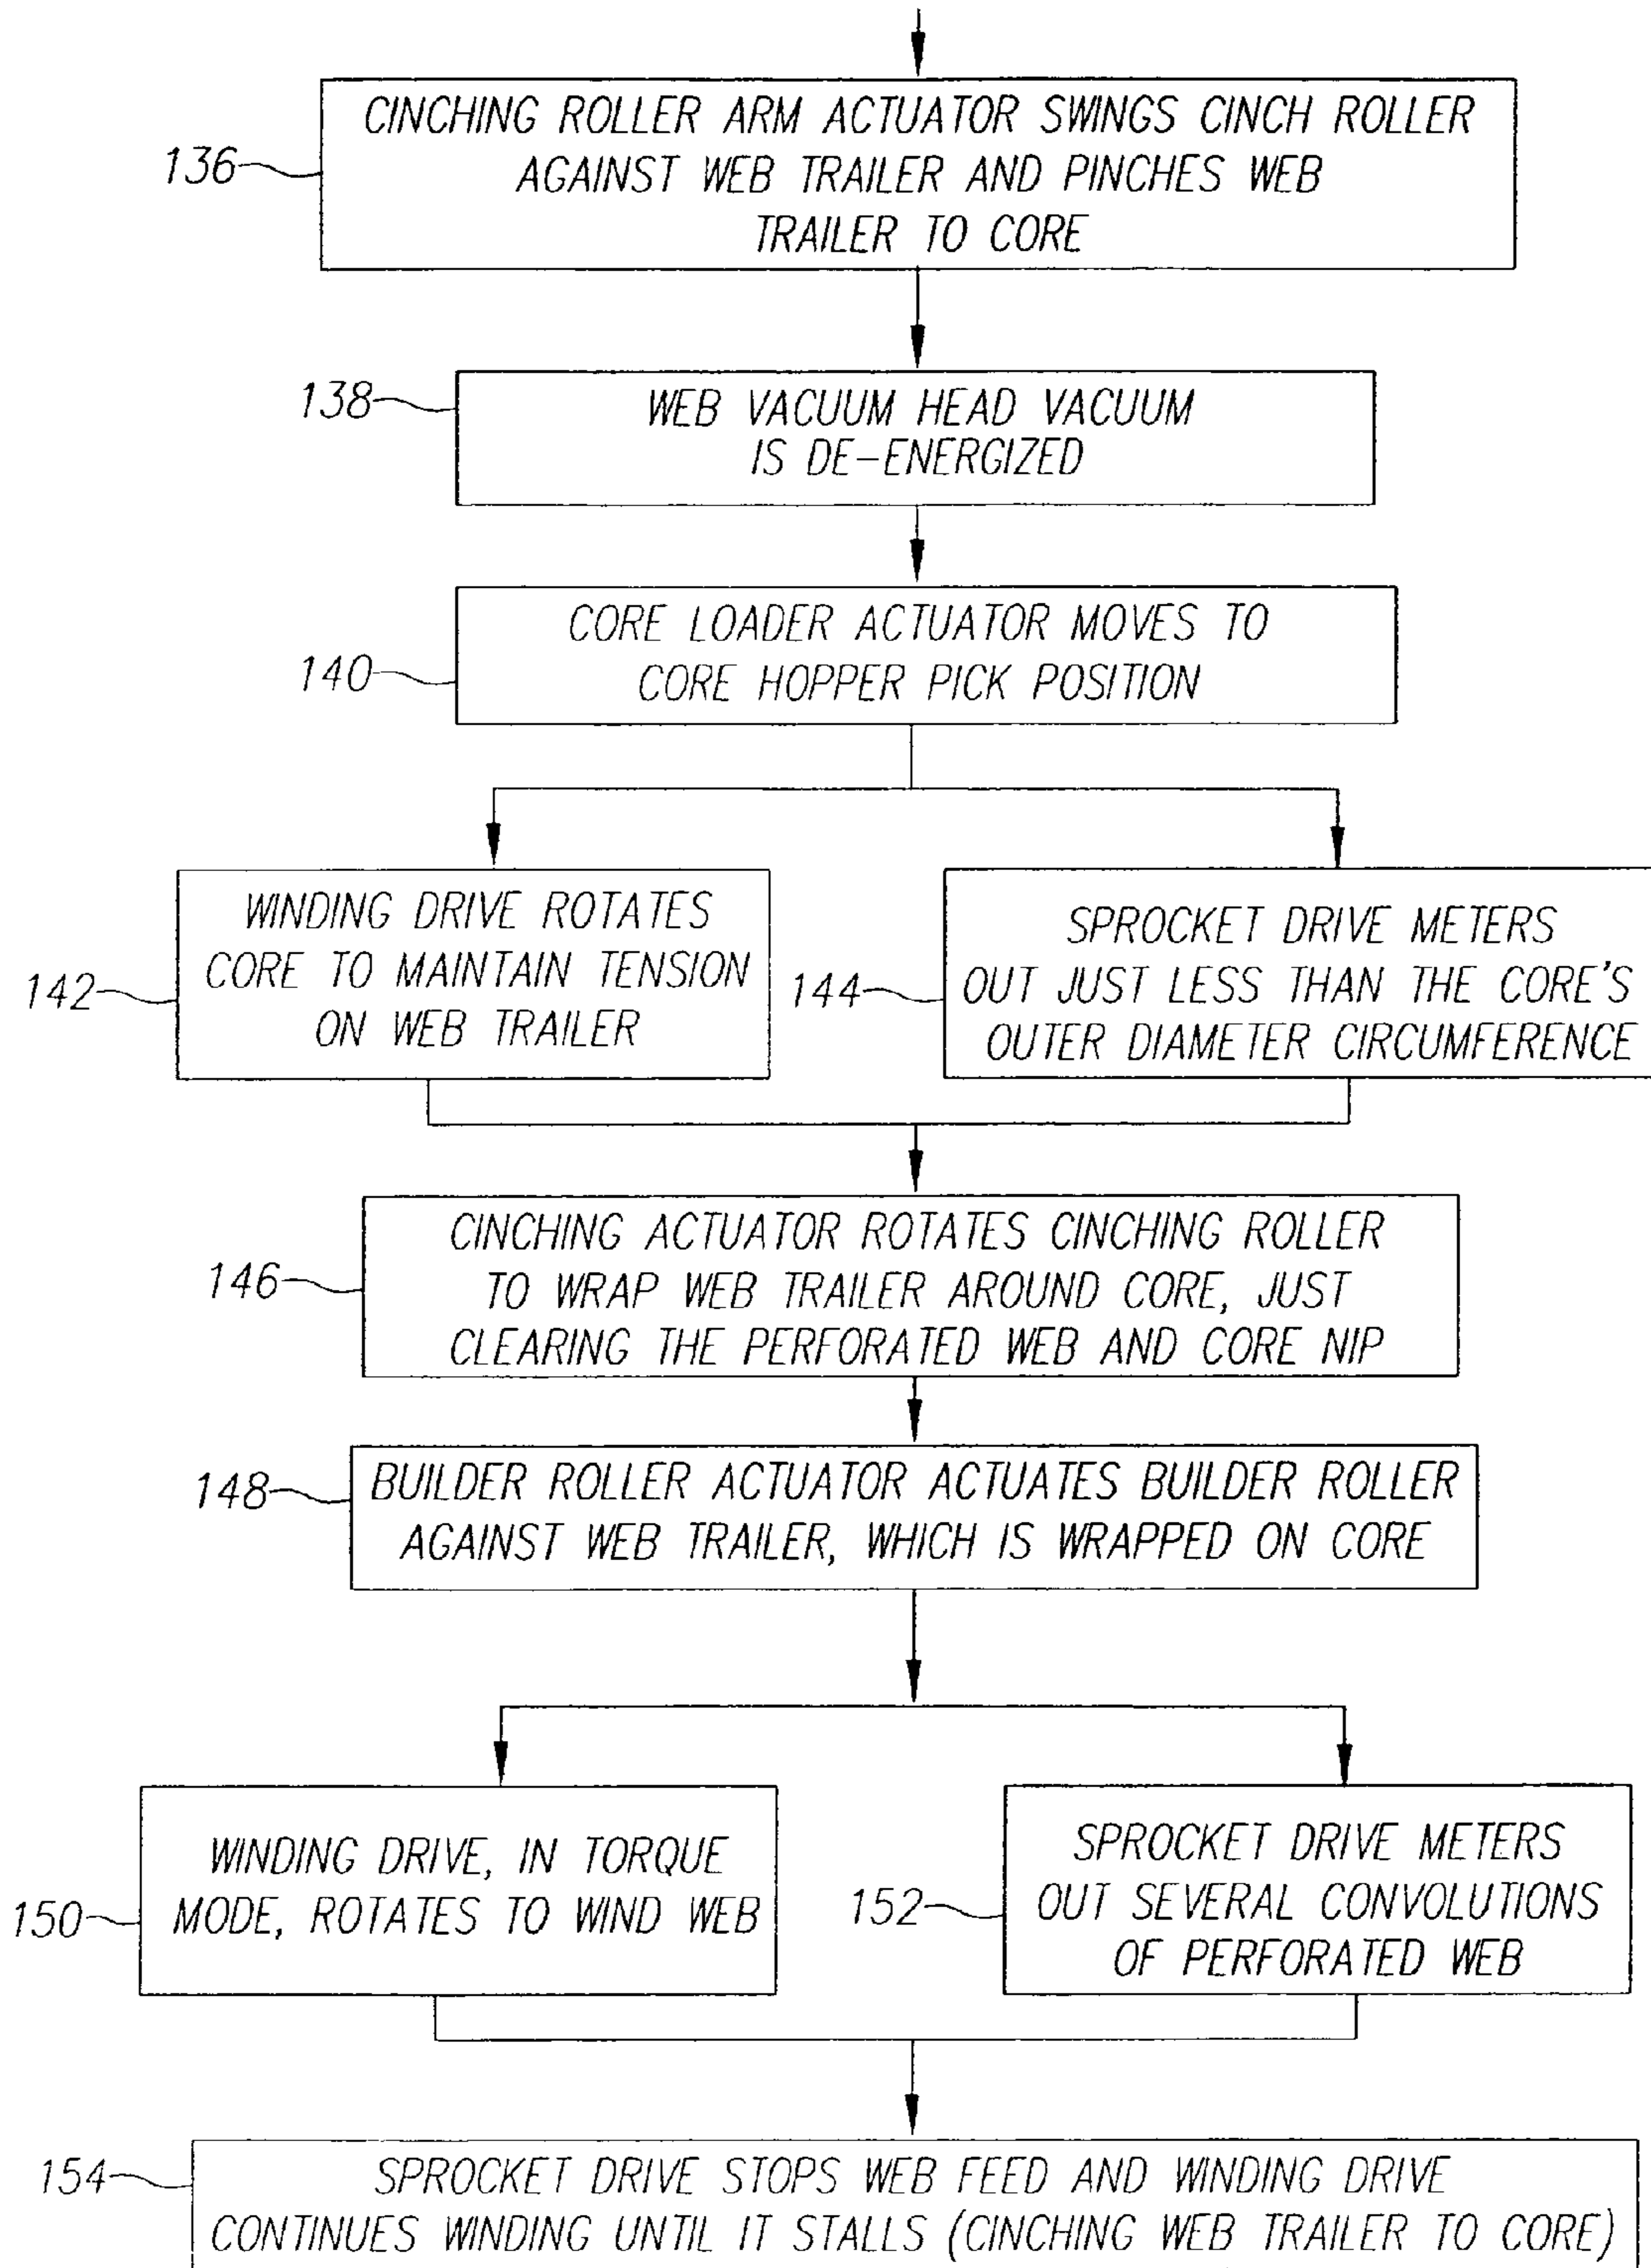 136
CINCHING ROLLER ARM ACTUATOR SWINGS CINCH ROLLER
AGAINST WEB TRAILER AND PINCHES WEB
TRAILER TO CORE
138
WEB VACUUM HEAD VACUUM
IS DE-ENERGIZED
140
CORE LOADER ACTUATOR MOVES TO
CORE HOPPER PICK POSITION
142
WINDING DRIVE ROTATES
CORE TO MAINTAIN TENSION
ON WEB TRAILER
144
SPROCKET DRIVE METERS
OUT JUST LESS THAN THE CORE'S
OUTER DIAMETER CIRCUMFERENCE
146
CINCHING ACTUATOR ROTATES CINCHING ROLLER
TO WRAP WEB TRAILER AROUND CORE, JUST
CLEARING THE PERFORATED WEB AND CORE NIP
148
BUILDER ROLLER ACTUATOR ACTUATES BUILDER ROLLER
AGAINST WEB TRAILER, WHICH IS WRAPPED ON CORE
150
WINDING DRIVE, IN TORQUE
MODE, ROTATES TO WIND WEB
152
SPROCKET DRIVE METERS
OUT SEVERAL CONVOLUTIONS
OF PERFORATED WEB
154
SPROCKET DRIVE STOPS WEB FEED AND WINDING DRIVE
CONTINUES WINDING UNTIL IT STALLS (CINCHING WEB TRAILER TO CORE)